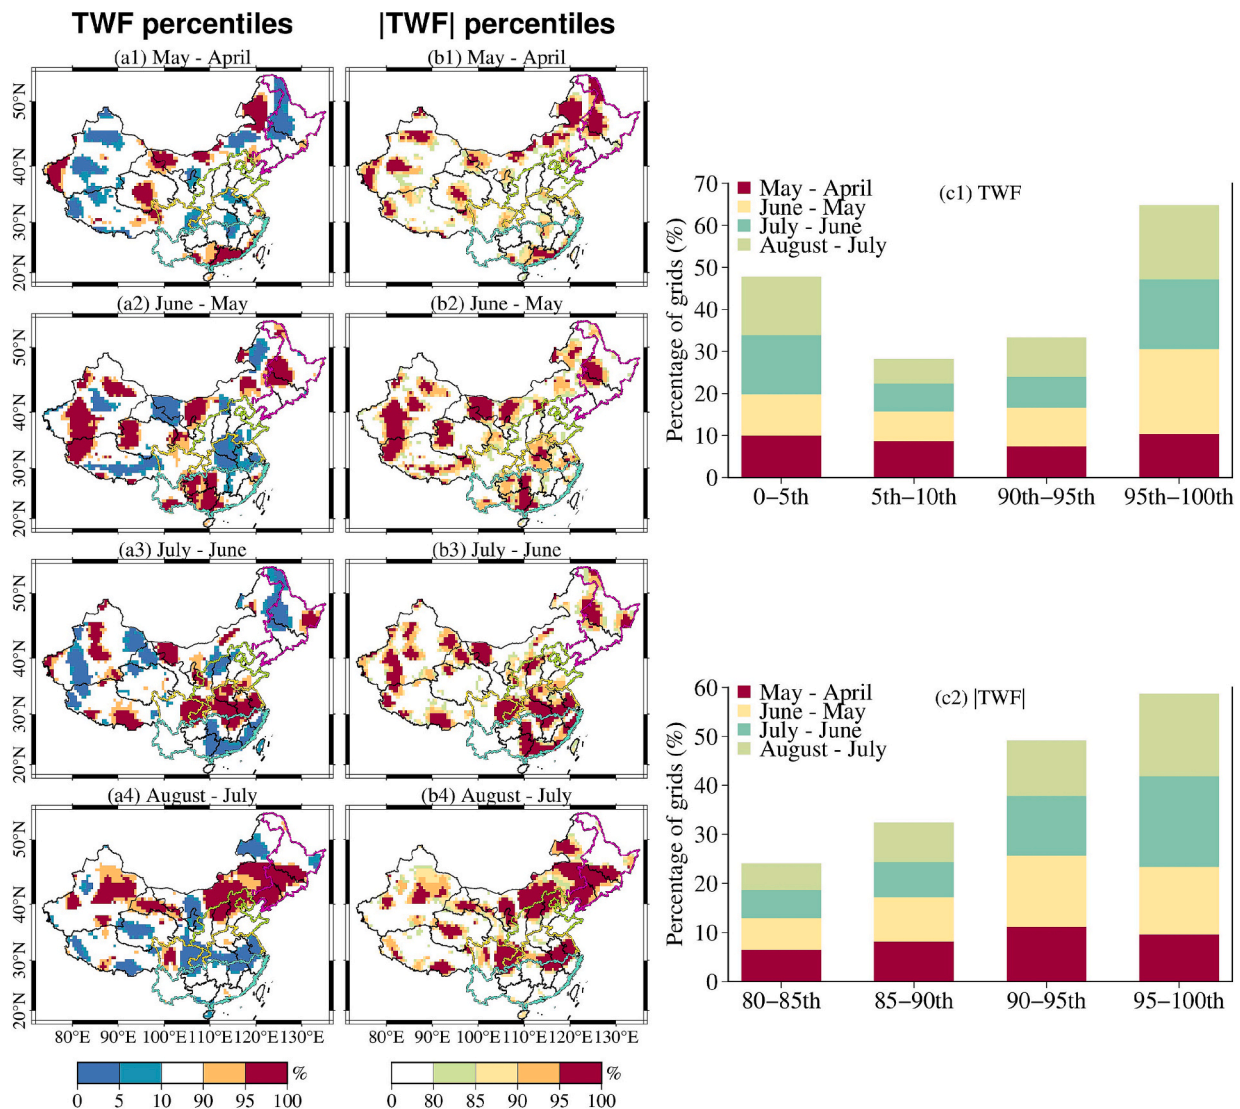 TWF percentiles
|TWF| percentiles
(a1) May - April
(b1) May - April
50°N
40°N
30°N
20°N
(a2) June - May
(b2) June - May
50°N
40°N
30°N
20°N
(a3) July - June
(b3) July - June
50°N
40°N
30°N
20°N
(a4) August - July
(b4) August - July
50°N
40°N
30°N
20°N
80°E 90°E 100°E 110°E 120°E 130°E
80°E 90°E 100°E 110°E 120°E 130°E
%
0 5 10 90 95 100
%
0 80 85 90 95 100
(c1) TWF
May - April
June - May
July - June
August - July
Percentage of grids (%)
70
60
50
40
30
20
10
0
0–5th 5th–10th 90th–95th 95th–100th
(c2) |TWF|
May - April
June - May
July - June
August - July
Percentage of grids (%)
60
50
40
30
20
10
0
80–85th 85–90th 90–95th 95–100th